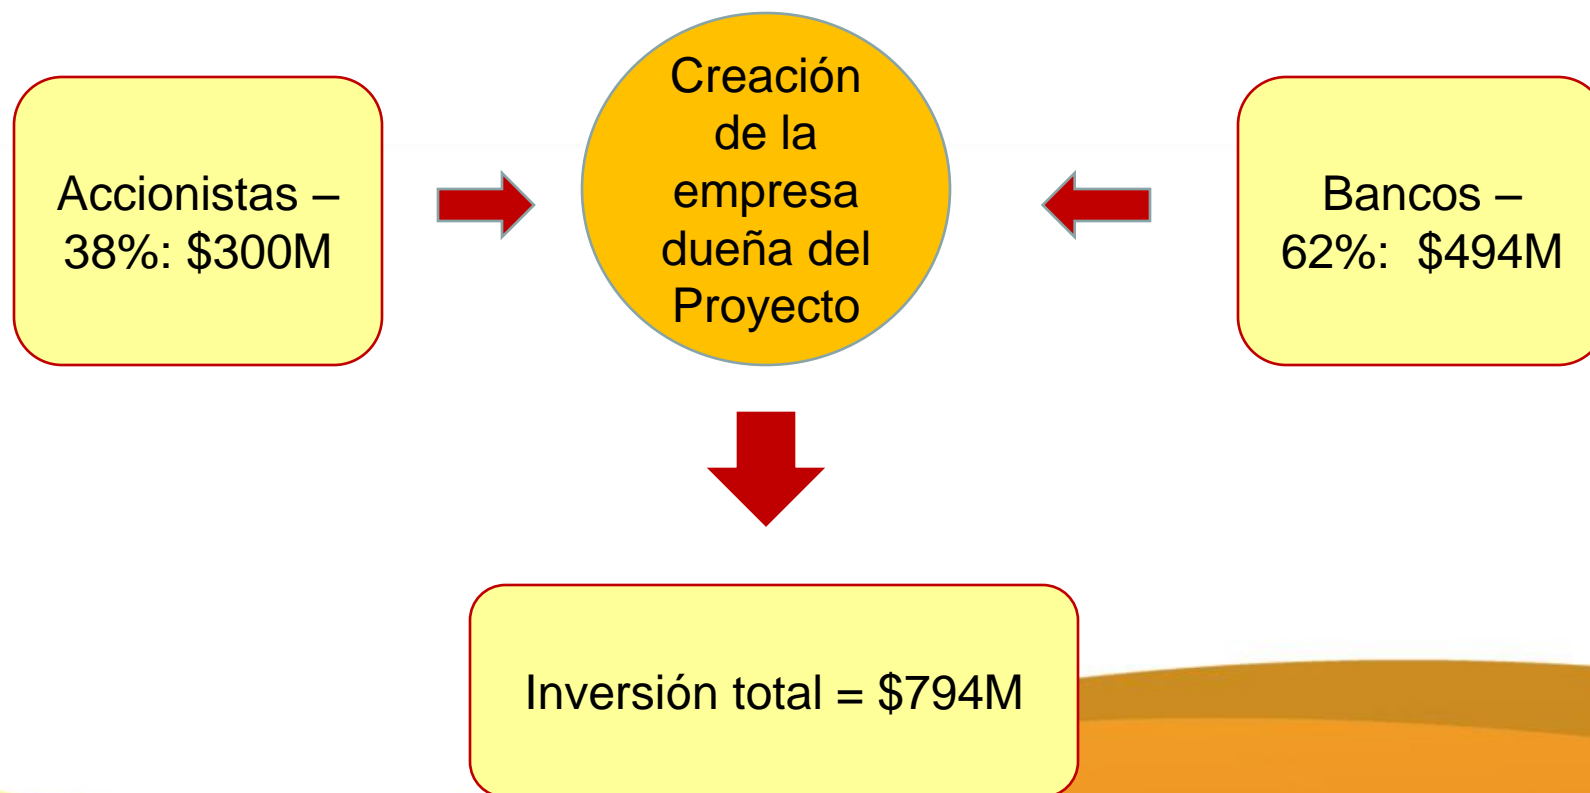 Creación
de la
empresa
dueña del
Proyecto
Accionistas –
38%: $300M
Bancos –
62%: $494M
Inversión total = $794M